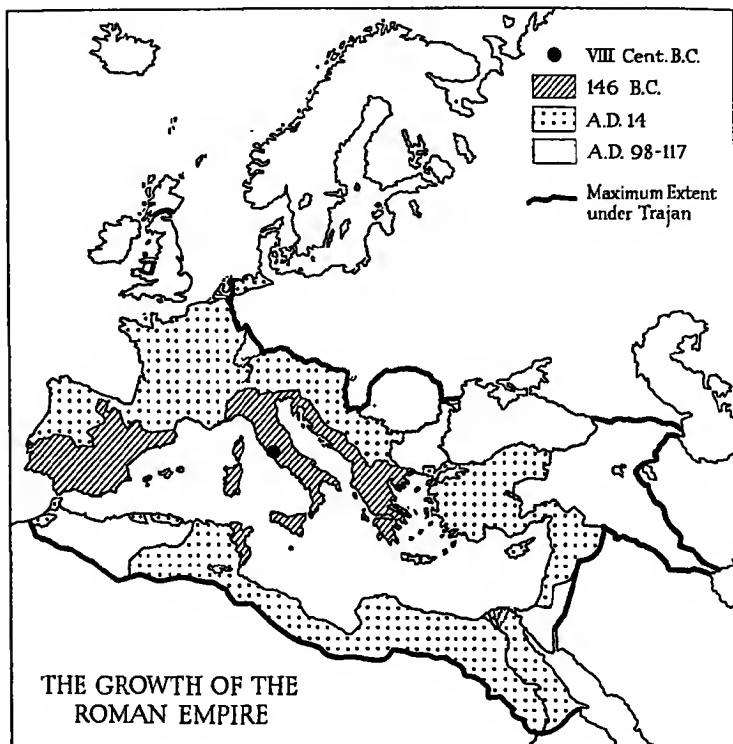 VIII Cent. B.C.
146 B.C.
A.D. 14
A.D. 98-117
Maximum Extent
under Trajan
THE GROWTH OF THE
ROMAN EMPIRE